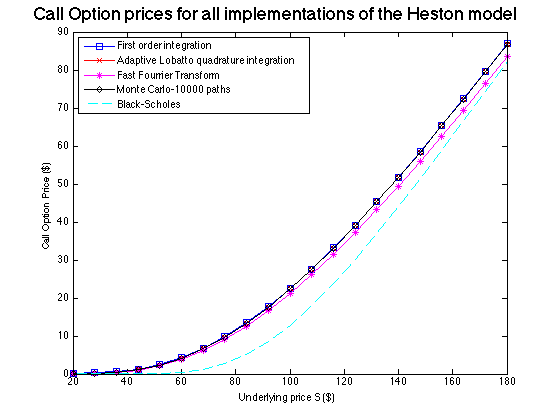 Call Option prices for all implementations of the Heston model
90
80
70
60
50
40
30
20
10
0
Call Option Price ($)
First order integration
Adaptive Lobatto quadrature integration
Fast Fourrier Transform
Monte Carlo-10000 paths
Black-Scholes
20 40 60 80 100 120 140 160 180
Underlying price S ($)